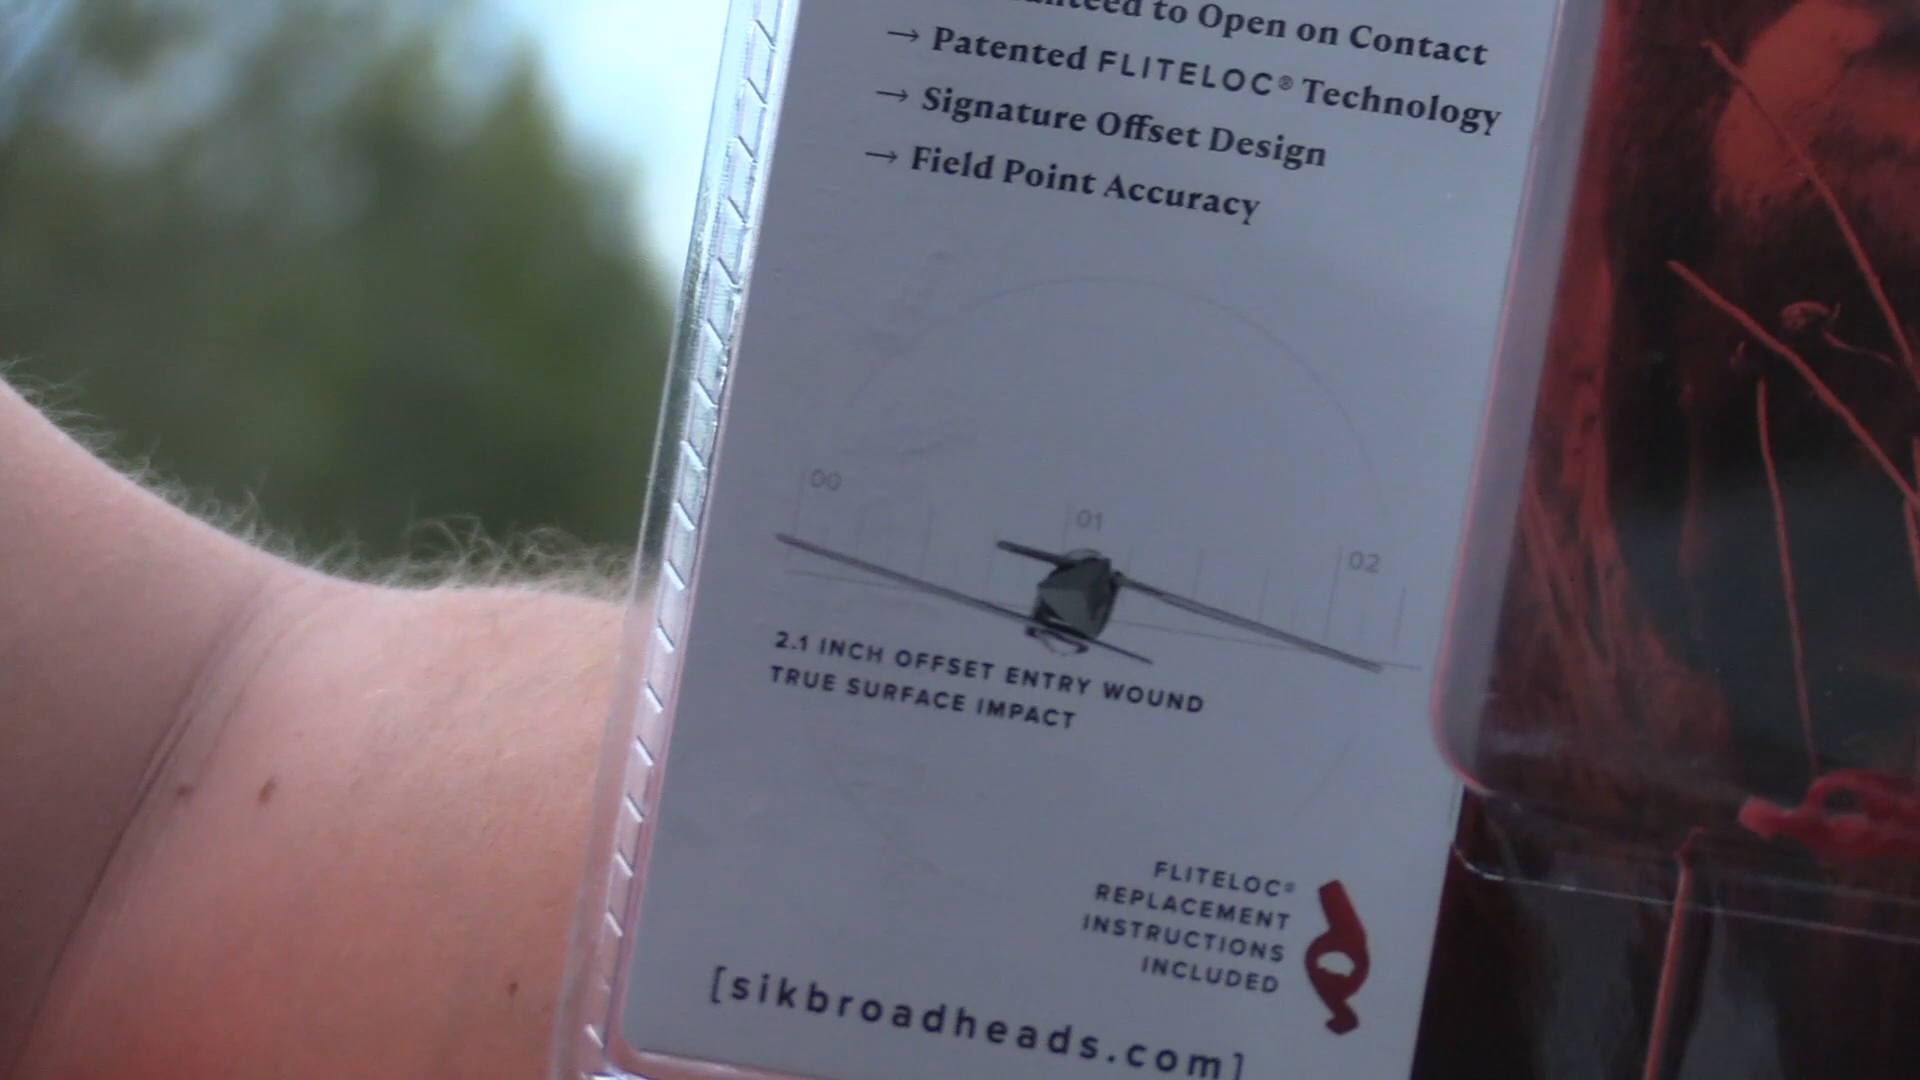 to Open on Contact
→ Patented FLITELOC® Technology
→ Signature Offset Design
→ Field Point Accuracy
00
01
02
2.1 INCH OFFSET ENTRY WOUND
TRUE SURFACE IMPACT
FLITELOC®
REPLACEMENT
INSTRUCTIONS
INCLUDED
[sikbroadheads.com]